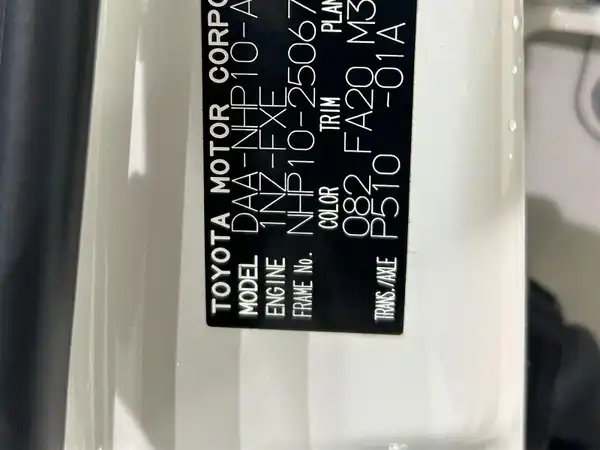 TOYOTA MOTOR CORPO
MODEL DAA-NHP10-A
ENGINE 1NZ-FXE
FRAME No. NHP10-25067
COLOR TRIM PLAN
082 FA20 M3
TRANS./AXLE P510 -01A